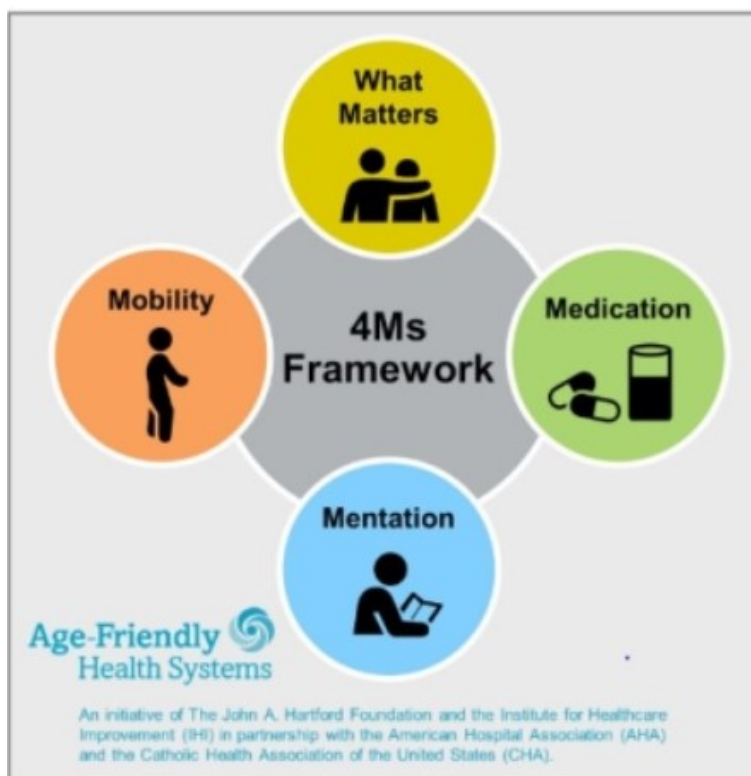 What
Matters
Mobility
4Ms
Framework
Medication
Mentation
Age-Friendly
Health Systems
An initiative of The John A. Hartford Foundation and the Institute for Healthcare
Improvement (IHI) in partnership with the American Hospital Association (AHA)
and the Catholic Health Association of the United States (CHA).